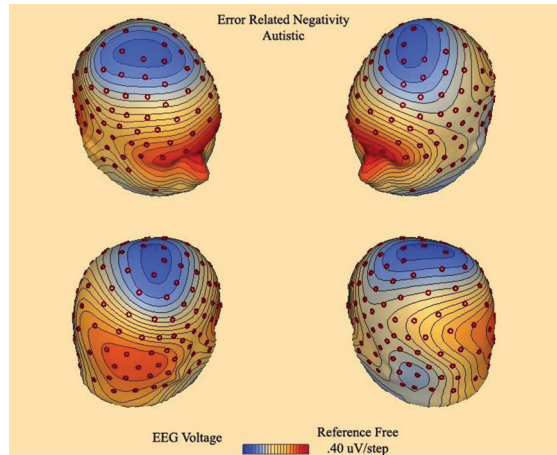 Error Related Negativity
Autistic
EEG Voltage
Reference Free
.40 uV/step